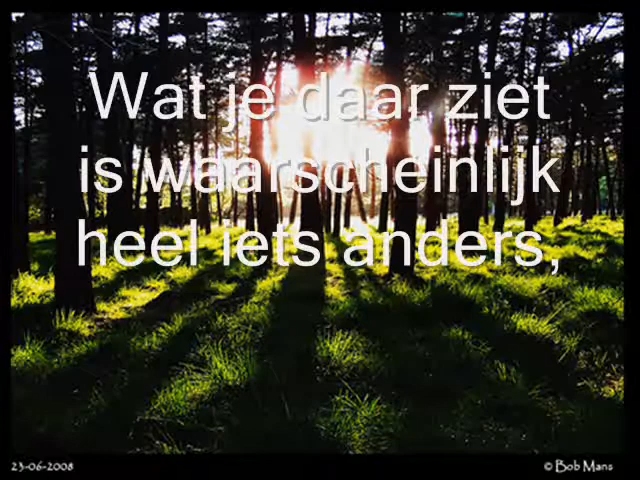 Wat je daar ziet
is waarscheinlijk
heel iets anders,
23-06-2008
© Bob Mans